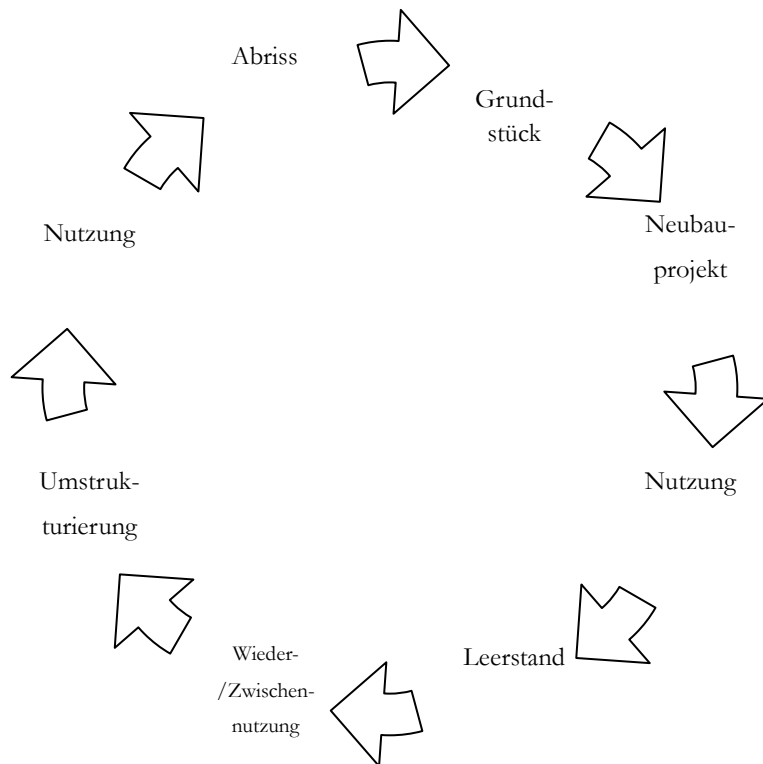 Abriss
Grund-
stück
Neubau-
projekt
Nutzung
Leerstand
Wieder-
/Zwischen-
nutzung
Umstruk-
turierung
Nutzung